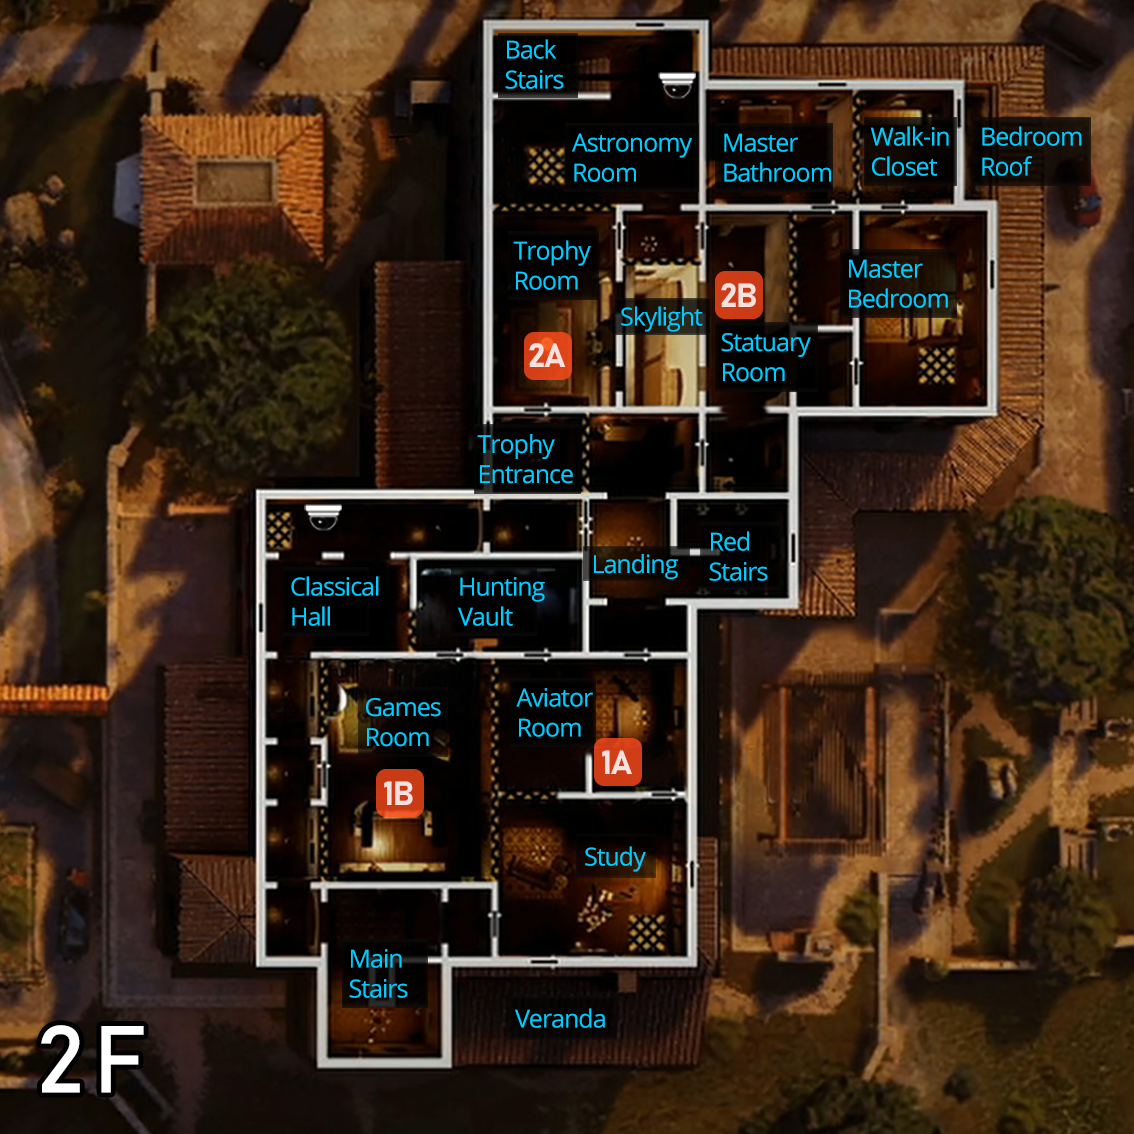 Back
Stairs
Astronomy
Room
Master
Bathroom
Walk-in
Closet
Bedroom
Roof
Trophy
Room
2A
Skylight
2B
Statuary
Room
Master
Bedroom
Trophy
Entrance
Landing
Red
Stairs
Classical
Hall
Hunting
Vault
Games
Room
1B
Aviator
Room
1A
Study
Main
Stairs
Veranda
2F